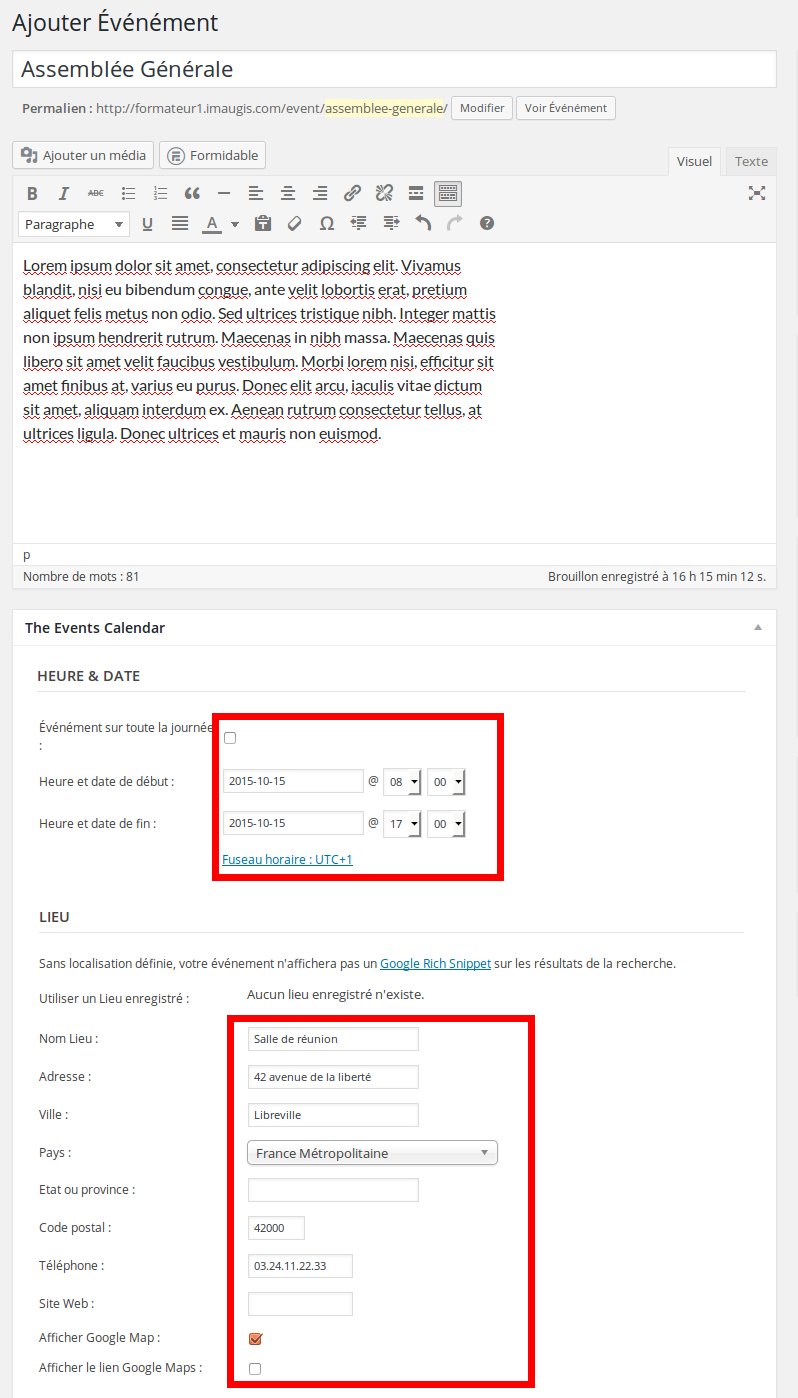 Ajouter Événément
Assemblée Générale
Permalien : http://formateur1.imaugis.com/event/assemblee-generale/ Modifier Voir Événément
Ajouter un média Formidable Visuel Texte
B I ABC
Paragraphe U A Ω
Lorem ipsum dolor sit amet, consectetur adipiscing elit. Vivamus
blandit, nisi eu bibendum congue, ante velit lobortis erat, pretium
aliquet felis metus non odio. Sed ultrices tristique nibh. Integer mattis
non ipsum hendrerit rutrum. Maecenas in nibh massa. Maecenas quis
libero sit amet velit faucibus vestibulum. Morbi lorem nisi, efficitur sit
amet finibus at, varius eu purus. Donec elit arcu, iaculis vitae dictum
sit amet, aliquam interdum ex. Aenean rutrum consectetur tellus, at
ultrices ligula. Donec ultrices et mauris non euismod.
p
Nombre de mots : 81 Brouillon enregistré à 16 h 15 min 12 s.
The Events Calendar
HEURE & DATE
Événément sur toute la journée
:
Heure et date de début : 2015-10-15 @ 08 00
Heure et date de fin : 2015-10-15 @ 17 00
Fuseau horaire : UTC+1
LIEU
Sans localisation définie, votre événement n'affichera pas un Google Rich Snippet sur les résultats de la recherche.
Utiliser un Lieu enregistré : Aucun lieu enregistré n'existe.
Nom Lieu : Salle de réunion
Adresse : 42 avenue de la liberté
Ville : Libreville
Pays : France Métropolitaine
Etat ou province :
Code postal : 42000
Téléphone : 03.24.11.22.33
Site Web :
Afficher Google Map :
Afficher le lien Google Maps :